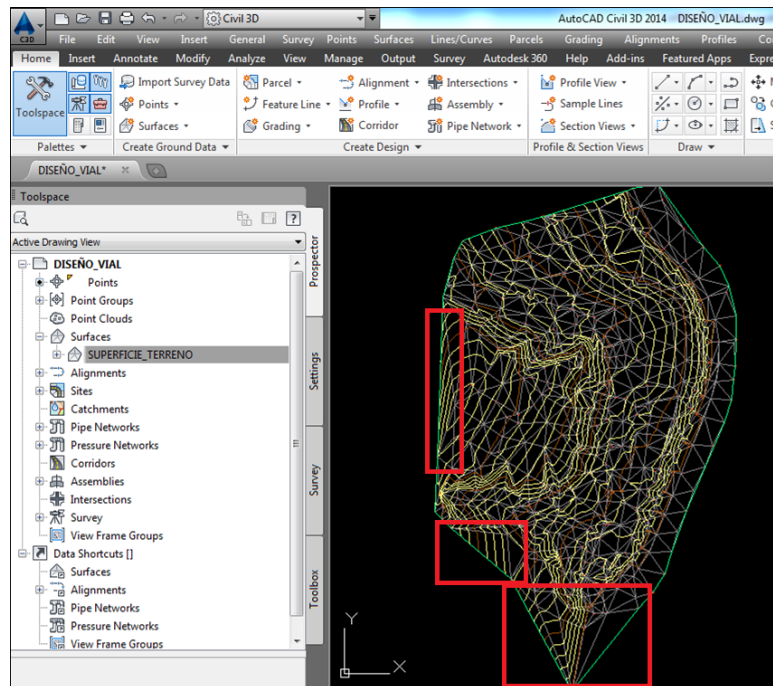 C3D Civil 3D AutoCAD Civil 3D 2014 DISEÑO_VIAL.dwg
File Edit View Insert General Survey Points Surfaces Lines/Curves Parcels Grading Alignments Profiles Co
Home Insert Annotate Modify Analyze View Manage Output Survey Autodesk 360 Help Add-ins Featured Apps Expre
Toolspace
Import Survey Data
Points
Surfaces
Parcel
Feature Line
Grading
Alignment
Profile
Corridor
Intersections
Assembly
Pipe Network
Profile View
Sample Lines
Section Views
Palettes Create Ground Data Create Design Profile & Section Views Draw
DISEÑO_VIAL*
Toolspace
Active Drawing View
DISEÑO_VIAL
Points
Point Groups
Point Clouds
Surfaces
SUPERFICIE_TERRENO
Alignments
Sites
Catchments
Pipe Networks
Pressure Networks
Corridors
Assemblies
Intersections
Survey
View Frame Groups
Data Shortcuts []
Surfaces
Alignments
Pipe Networks
Pressure Networks
View Frame Groups
Prospector
Settings
Survey
Toolbox
Y
X